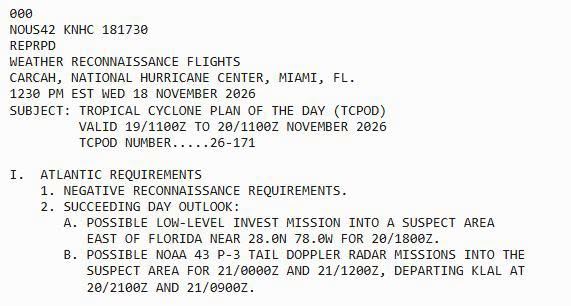 000
NOUS42 KNHC 181730
REPRPD
WEATHER RECONNAISSANCE FLIGHTS
CARCAH, NATIONAL HURRICANE CENTER, MIAMI, FL.
1230 PM EST WED 18 NOVEMBER 2026
SUBJECT: TROPICAL CYCLONE PLAN OF THE DAY (TCPOD)
VALID 19/1100Z TO 20/1100Z NOVEMBER 2026
TCPOD NUMBER.....26-171
I. ATLANTIC REQUIREMENTS
1. NEGATIVE RECONNAISSANCE REQUIREMENTS.
2. SUCCEEDING DAY OUTLOOK:
A. POSSIBLE LOW-LEVEL INVEST MISSION INTO A SUSPECT AREA
EAST OF FLORIDA NEAR 28.0N 78.0W FOR 20/1800Z.
B. POSSIBLE NOAA 43 P-3 TAIL DOPPLER RADAR MISSIONS INTO THE
SUSPECT AREA FOR 21/0000Z AND 21/1200Z, DEPARTING KLAL AT
20/2100Z AND 21/0900Z.